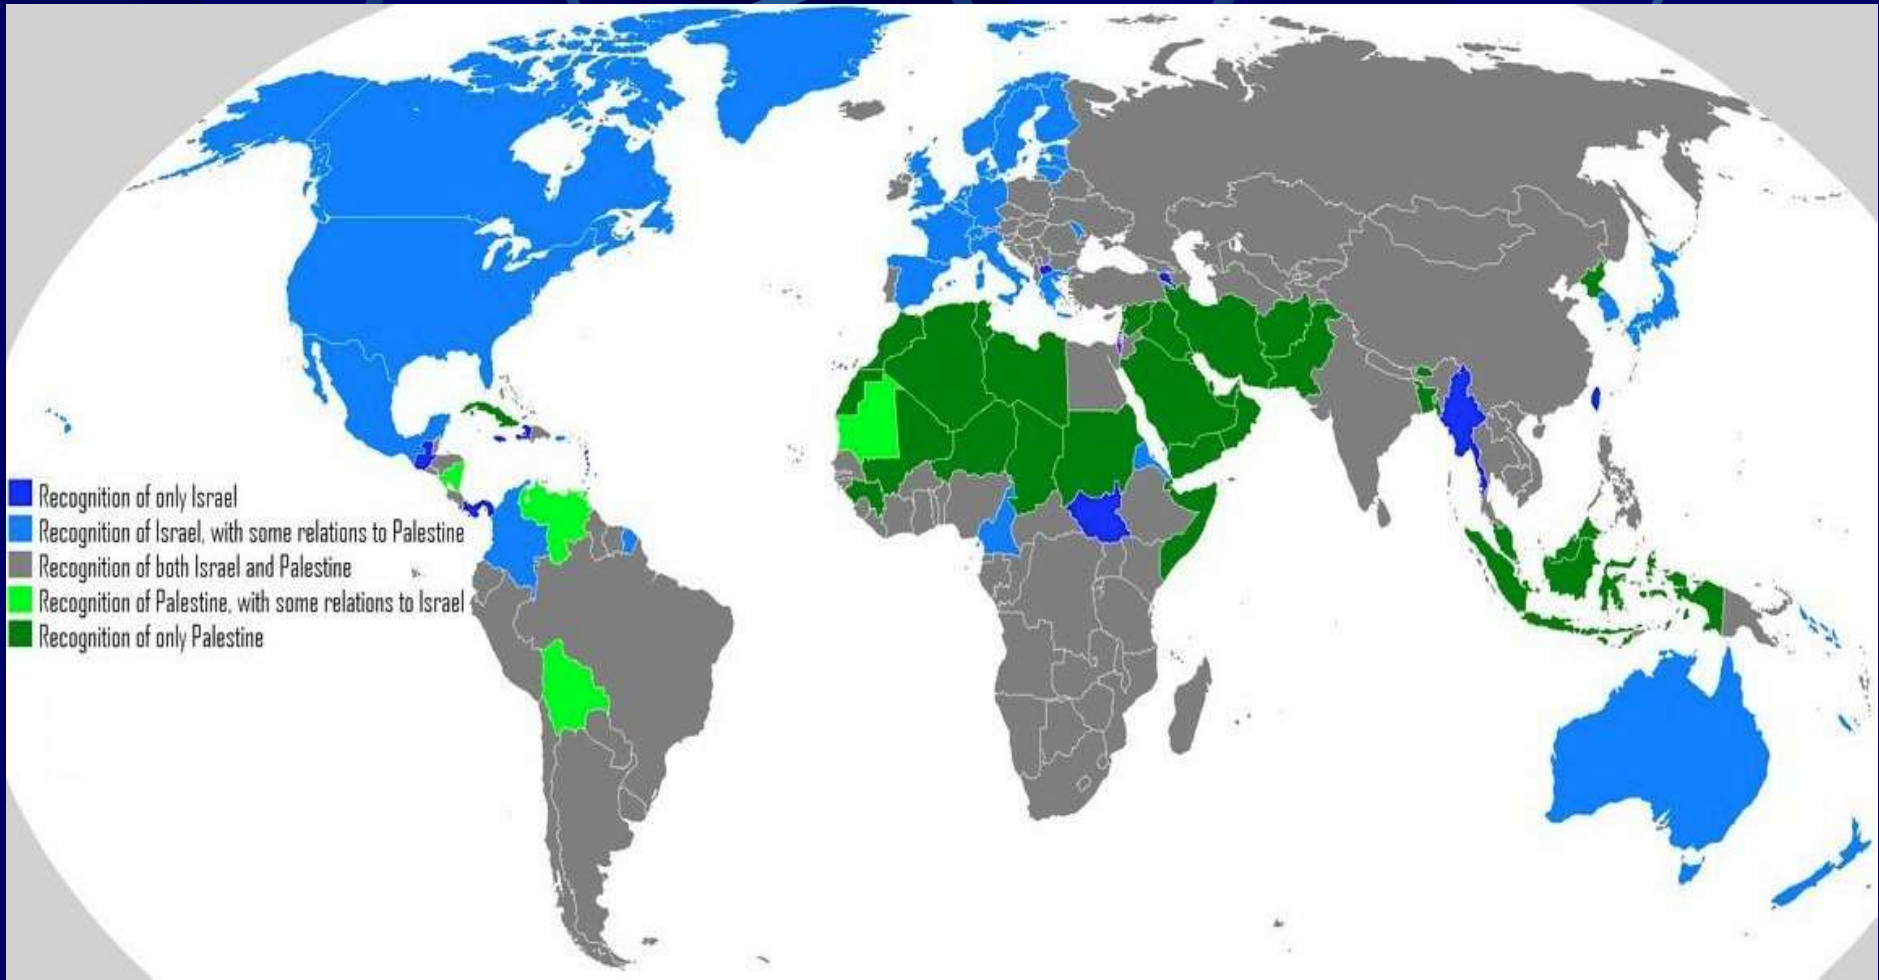 Recognition of only Israel
Recognition of Israel, with some relations to Palestine
Recognition of both Israel and Palestine
Recognition of Palestine, with some relations to Israel
Recognition of only Palestine